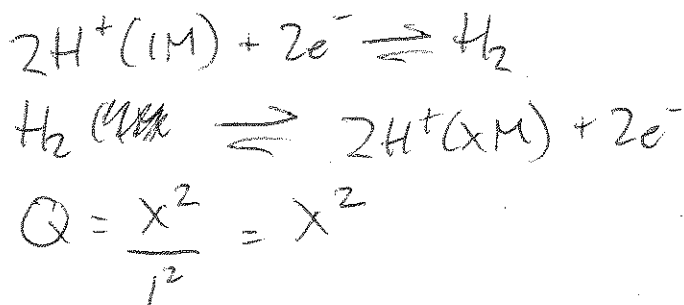 2H⁺(1M) + 2e⁻ ⇌ H₂
H₂ ⇌ 2H⁺(xM) + 2e⁻
Q = x²/1² = x²